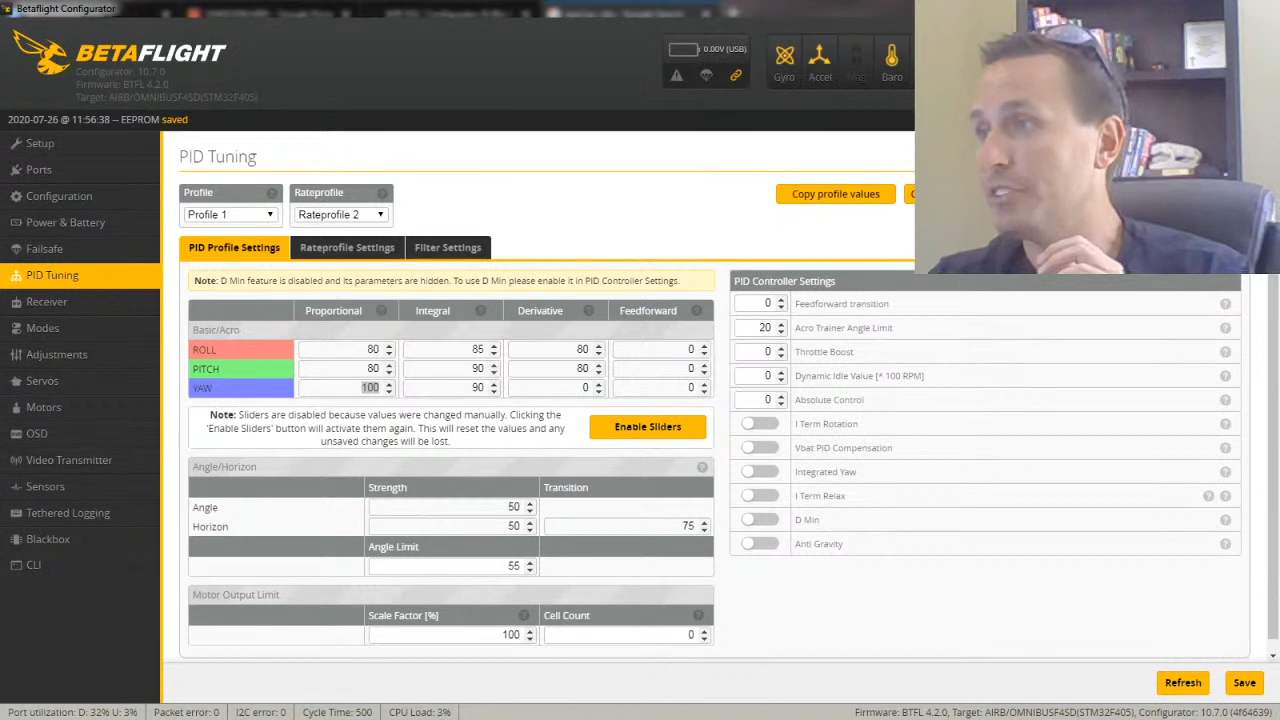 Betaflight Configurator
BETAFLIGHT
Configurator: 10.7.0
Firmware: BTFL 4.2.0
Target: AIRB/OMNIBUSF4SD(STM32F405)
0.00V (USB)
Gyro
Accel
Mag
Baro
2020-07-26 @ 11:56:38 -- EEPROM saved
Setup
Ports
Configuration
Power & Battery
Failsafe
PID Tuning
Receiver
Modes
Adjustments
Servos
Motors
OSD
Video Transmitter
Sensors
Tethered Logging
Blackbox
CLI
PID Tuning
Profile
Rateprofile
Profile 1
Rateprofile 2
Copy profile values
PID Profile Settings
Rateprofile Settings
Filter Settings
Note: D Min feature is disabled and its parameters are hidden. To use D Min please enable it in PID Controller Settings.
Proportional Integral Derivative Feedforward
Basic/Acro
ROLL 80 85 80 0
PITCH 80 90 80 0
YAW 100 90 0 0
Note: Sliders are disabled because values were changed manually. Clicking the
'Enable Sliders' button will activate them again. This will reset the values and any
unsaved changes will be lost.
Enable Sliders
Angle/Horizon
Strength Transition
Angle 50
Horizon 50 75
Angle Limit
55
Motor Output Limit
Scale Factor [%] Cell Count
100 0
PID Controller Settings
0 Feedforward transition
20 Acro Trainer Angle Limit
0 Throttle Boost
0 Dynamic Idle Value [* 100 RPM]
0 Absolute Control
I Term Rotation
Vbat PID Compensation
Integrated Yaw
I Term Relax
D Min
Anti Gravity
Refresh
Save
Port utilization: D: 32% U: 3% Packet error: 0 I2C error: 0 Cycle Time: 500 CPU Load: 3% Firmware: BTFL 4.2.0, Target: AIRB/OMNIBUSF4SD(STM32F405), Configurator: 10.7.0 (4f64639)